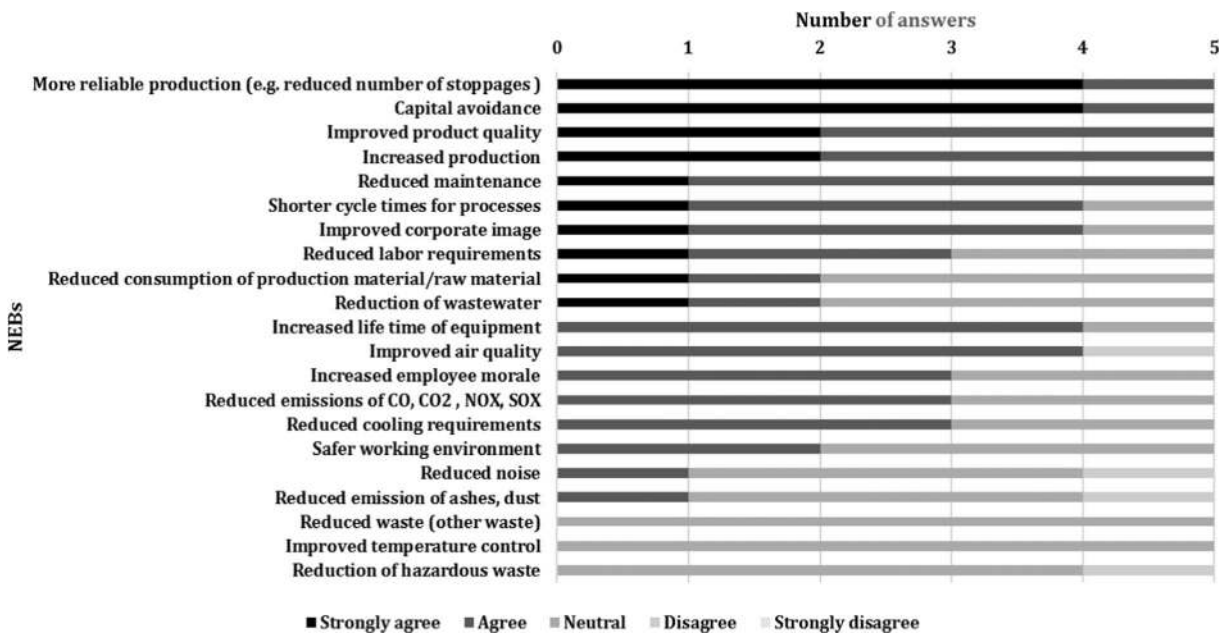 Number of answers
0 1 2 3 4 5
More reliable production (e.g. reduced number of stoppages )
Capital avoidance
Improved product quality
Increased production
Reduced maintenance
Shorter cycle times for processes
Improved corporate image
Reduced labor requirements
Reduced consumption of production material/raw material
Reduction of wastewater
Increased life time of equipment
Improved air quality
Increased employee morale
Reduced emissions of CO, CO2 , NOX, SOX
Reduced cooling requirements
Safer working environment
Reduced noise
Reduced emission of ashes, dust
Reduced waste (other waste)
Improved temperature control
Reduction of hazardous waste
NEBs
Strongly agree Agree Neutral Disagree Strongly disagree